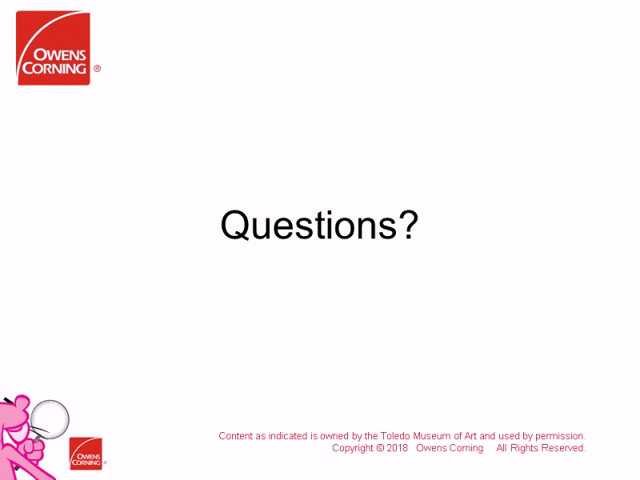 OWENS
CORNING ®
Questions?
OWENS
CORNING
Content as indicated is owned by the Toledo Museum of Art and used by permission.
Copyright © 2018 Owens Corning All Rights Reserved.